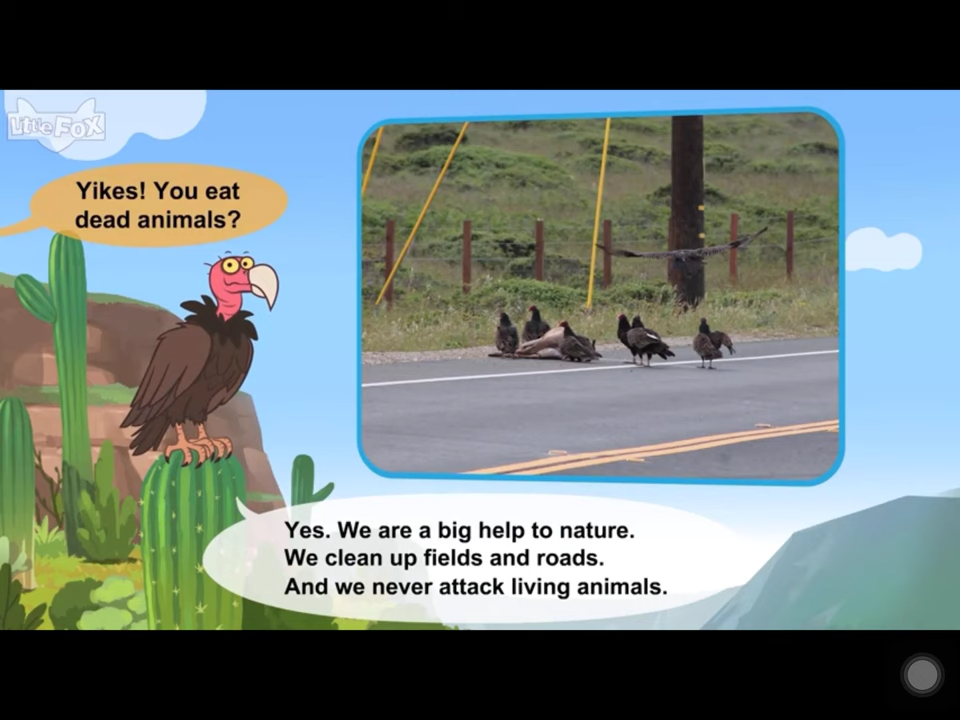 Little Fox
Yikes! You eat
dead animals?
Yes. We are a big help to nature.
We clean up fields and roads.
And we never attack living animals.